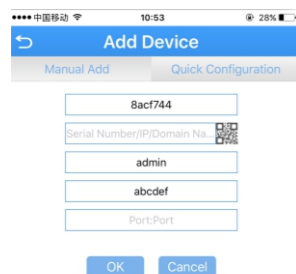 中国移动 10:53 28%
Add Device
Manual Add Quick Configuration
8acf744
Serial Number/IP/Domain Na...
admin
abcdef
Port:Port
OK Cancel